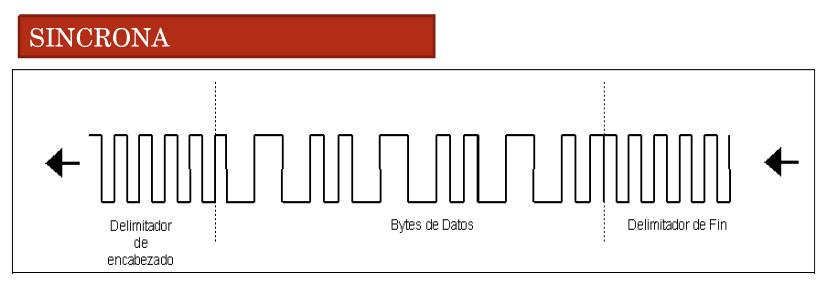 SINCRONA
Delimitador
de
encabezado
Bytes de Datos
Delimitador de Fin